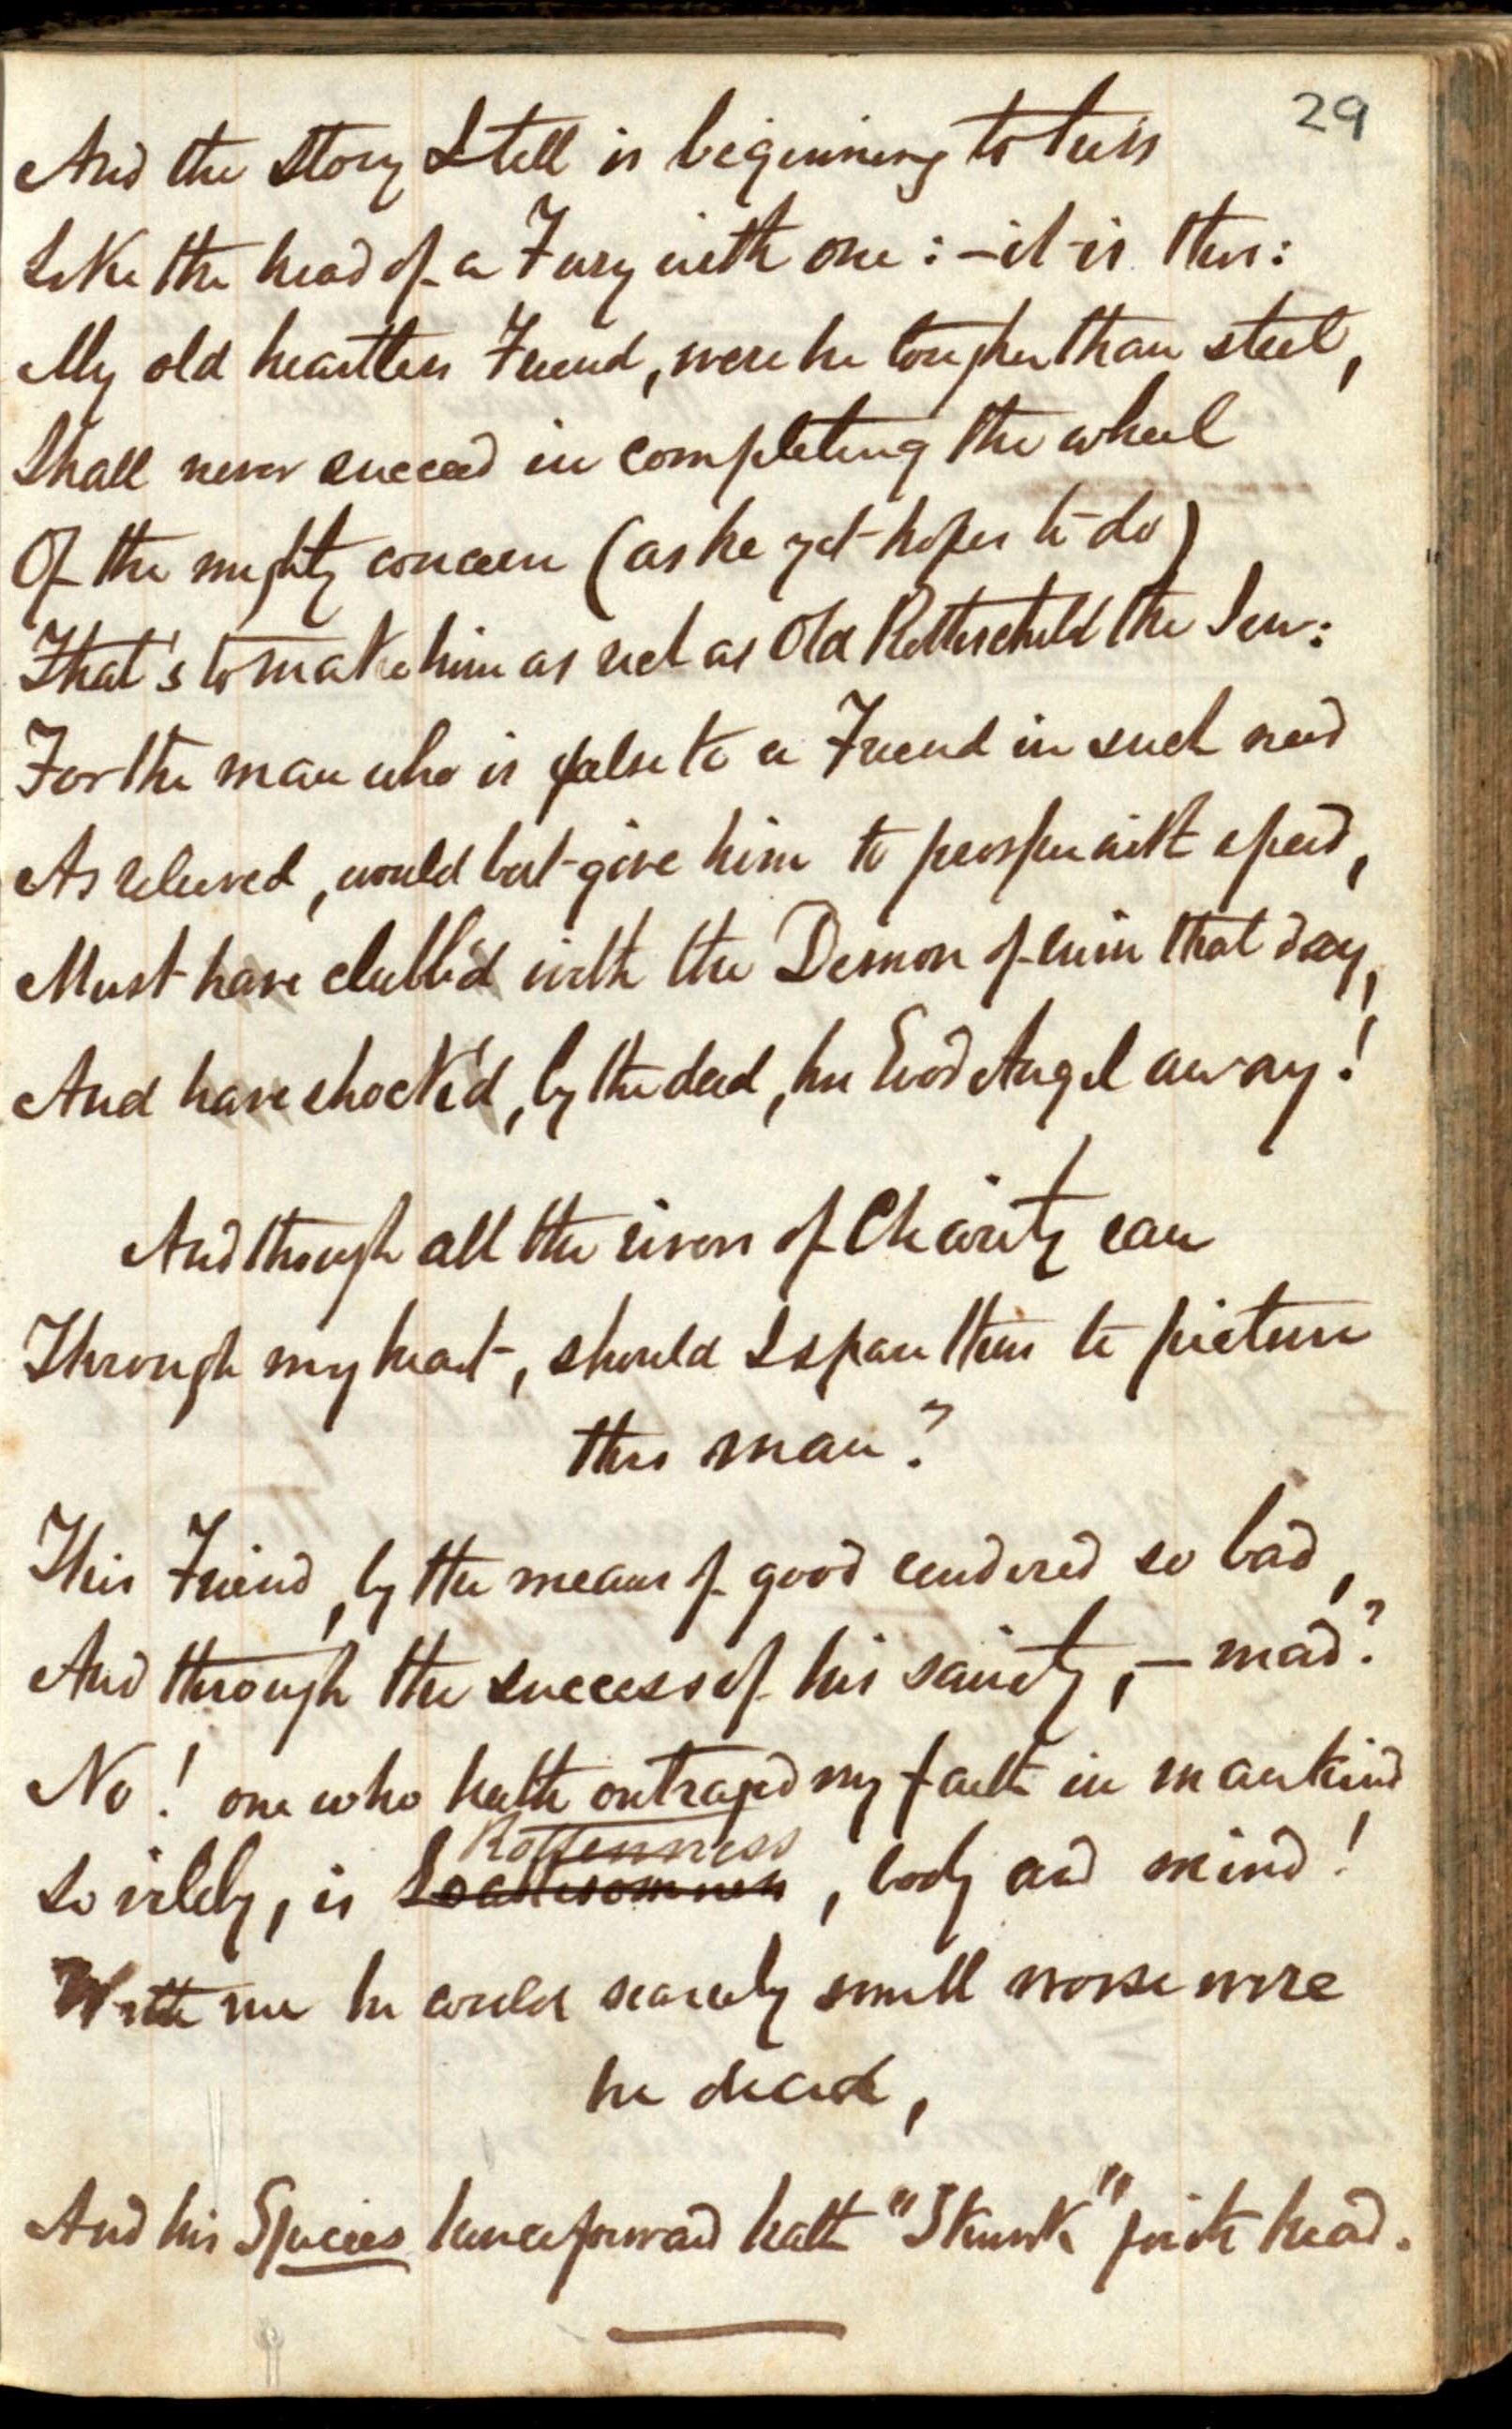 29
And the story I tell is beginning to hiss
Like the head of a Fury with one :—it is this:
My old heartless Friend, were he tougher than steel,
Shall never succeed in completing the wheel
Of the mighty concern (as he yet hopes to do)
That's to make him as rich as Old Rothschild the Jew:
For the man who is false to a Friend in such need
As relieved, would but give him to prosper with speed,
Must have clubb'd with the Demon of ruin that day,
And have shock'd, by the deed, his Good Angel away!
And though all the rivers of Charity ran
Through my heart, should I span them to picture
this man?
This Friend, by the means of good rendered so bad,
And through the success of his sanity,—mad?
No! one who hath outraged my faith in mankind
Rottenness
So vilely, is Loathesomness, body and mind!
With me he could scarcely smell worse were
he dead,
And his Species henceforward hath "Skunk" for its head.